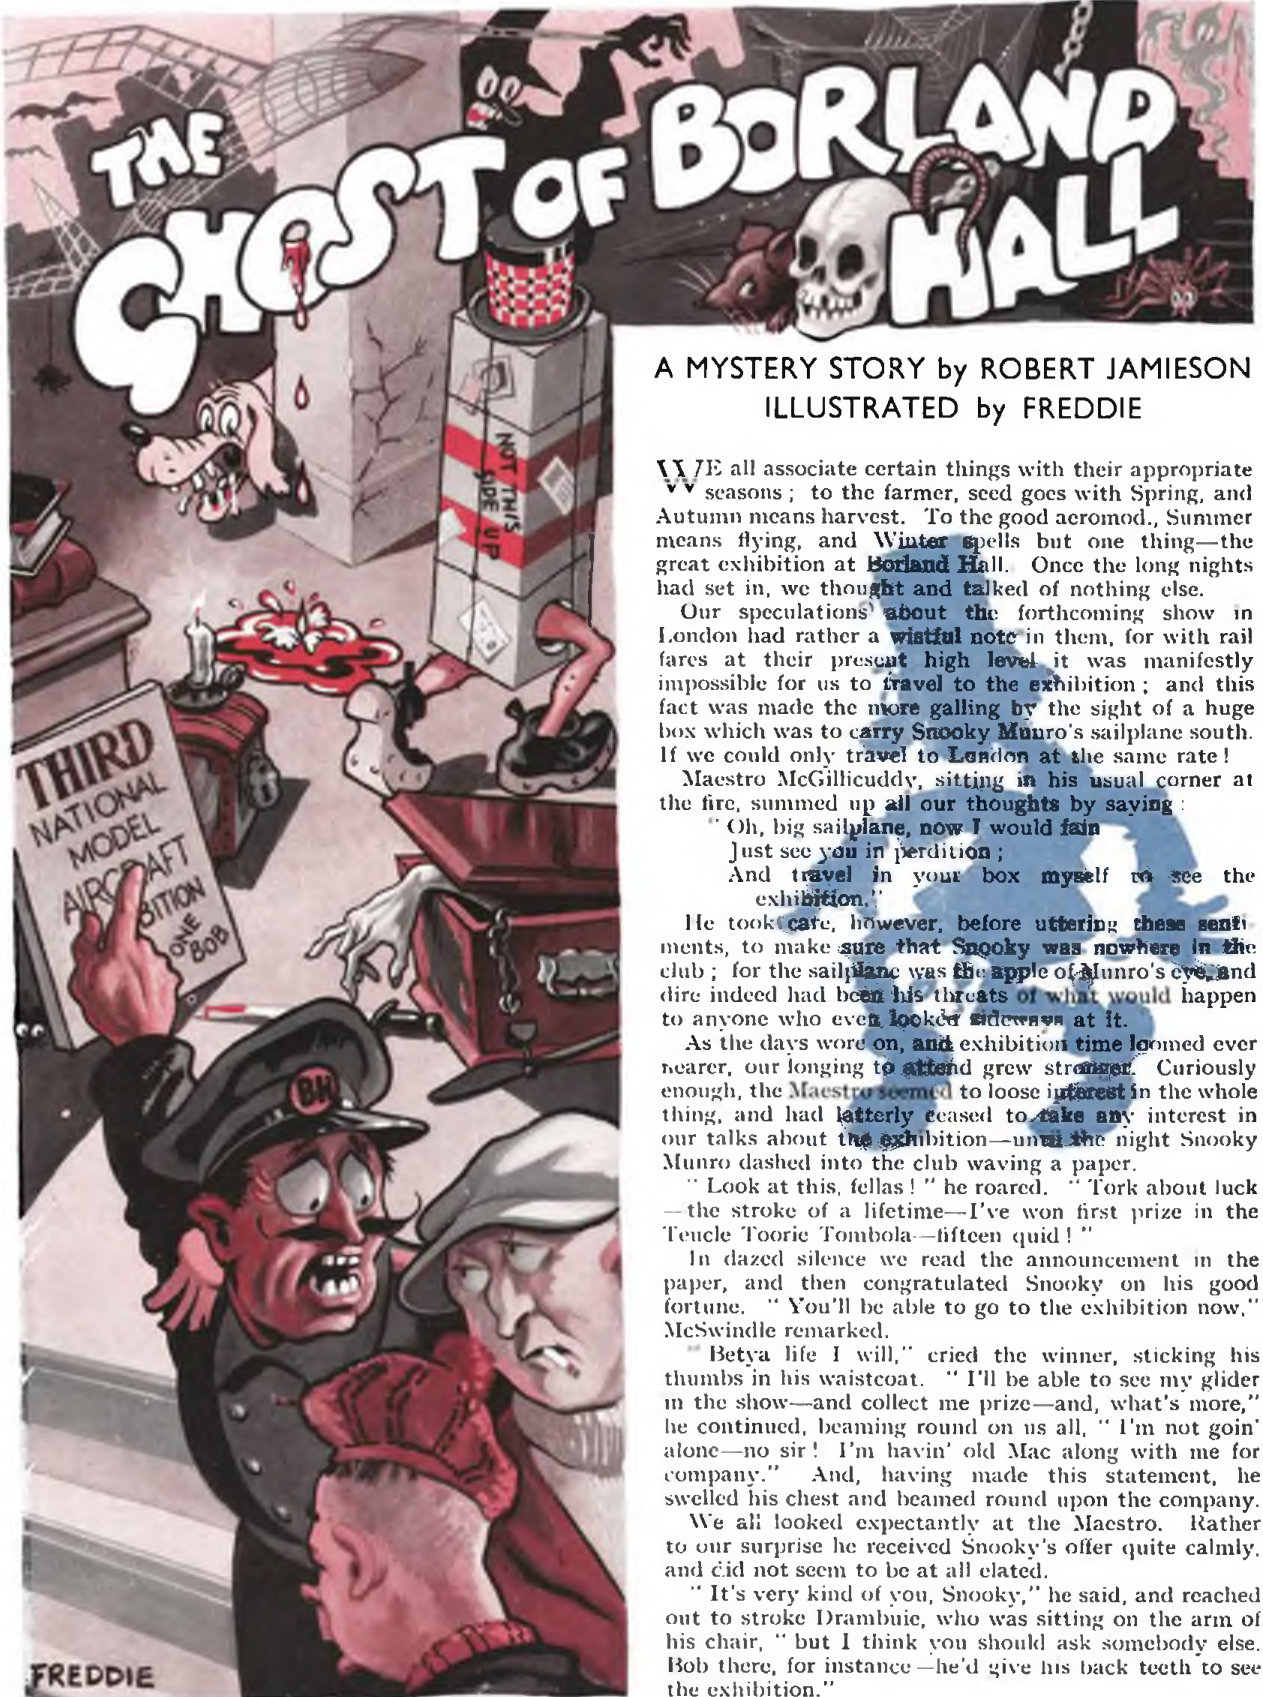 THE
GHOST OF BORLAND
HALL
A MYSTERY STORY by ROBERT JAMIESON
ILLUSTRATED by FREDDIE
NOT THIS
SIDE UP
THIRD
NATIONAL
MODEL
AIRCRAFT
BITION
ONE
BOB
BH
FREDDIE
WE all associate certain things with their appropriate
seasons ; to the farmer, seed goes with Spring, and
Autumn means harvest. To the good aeromod., Summer
means flying, and Winter spells but one thing—the
great exhibition at Borland Hall. Once the long nights
had set in, we thought and talked of nothing else.
Our speculations about the forthcoming show in
London had rather a wistful note in them, for with rail
fares at their present high level it was manifestly
impossible for us to travel to the exhibition ; and this
fact was made the more galling by the sight of a huge
box which was to carry Snooky Munro's sailplane south.
If we could only travel to London at the same rate !
Maestro McGillicuddy, sitting in his usual corner at
the fire, summed up all our thoughts by saying :
" Oh, big sailplane, now I would fain
Just see you in perdition ;
And travel in your box myself to see the
exhibition."
He took care, however, before uttering these senti-
ments, to make sure that Snooky was nowhere in the
club ; for the sailplane was the apple of Munro's eye, and
dire indeed had been his threats of what would happen
to anyone who even looked sideways at it.
As the days wore on, and exhibition time loomed ever
nearer, our longing to attend grew stronger. Curiously
enough, the Maestro seemed to loose interest in the whole
thing, and had latterly ceased to take any interest in
our talks about the exhibition—until the night Snooky
Munro dashed into the club waving a paper.
" Look at this, fellas ! " he roared. " Tork about luck
—the stroke of a lifetime—I've won first prize in the
Teucle Toorie Tombola—fifteen quid ! "
In dazed silence we read the announcement in the
paper, and then congratulated Snooky on his good
fortune. " You'll be able to go to the exhibition now,"
McSwindle remarked.
" Betya life I will," cried the winner, sticking his
thumbs in his waistcoat. " I'll be able to see my glider
in the show—and collect me prize—and, what's more,"
he continued, beaming round on us all, " I'm not goin'
alone—no sir ! I'm havin' old Mac along with me for
company." And, having made this statement, he
swelled his chest and beamed round upon the company.
We all looked expectantly at the Maestro. Rather
to our surprise he received Snooky's offer quite calmly,
and did not seem to be at all elated.
" It's very kind of you, Snooky," he said, and reached
out to stroke Drambuie, who was sitting on the arm of
his chair, " but I think you should ask somebody else.
Bob there, for instance—he'd give his back teeth to see
the exhibition."